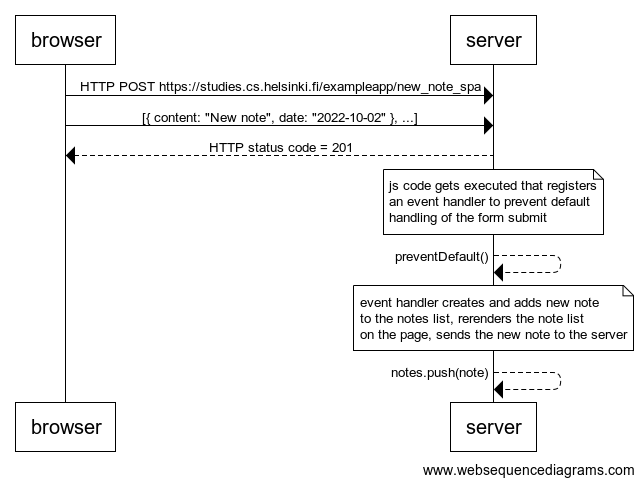 browser
server
HTTP POST https://studies.cs.helsinki.fi/exampleapp/new_note_spa
[{ content: "New note", date: "2022-10-02" }, ...]
HTTP status code = 201
js code gets executed that registers
an event handler to prevent default
handling of the form submit
preventDefault()
event handler creates and adds new note
to the notes list, rerenders the note list
on the page, sends the new note to the server
notes.push(note)
browser
server
www.websequencediagrams.com